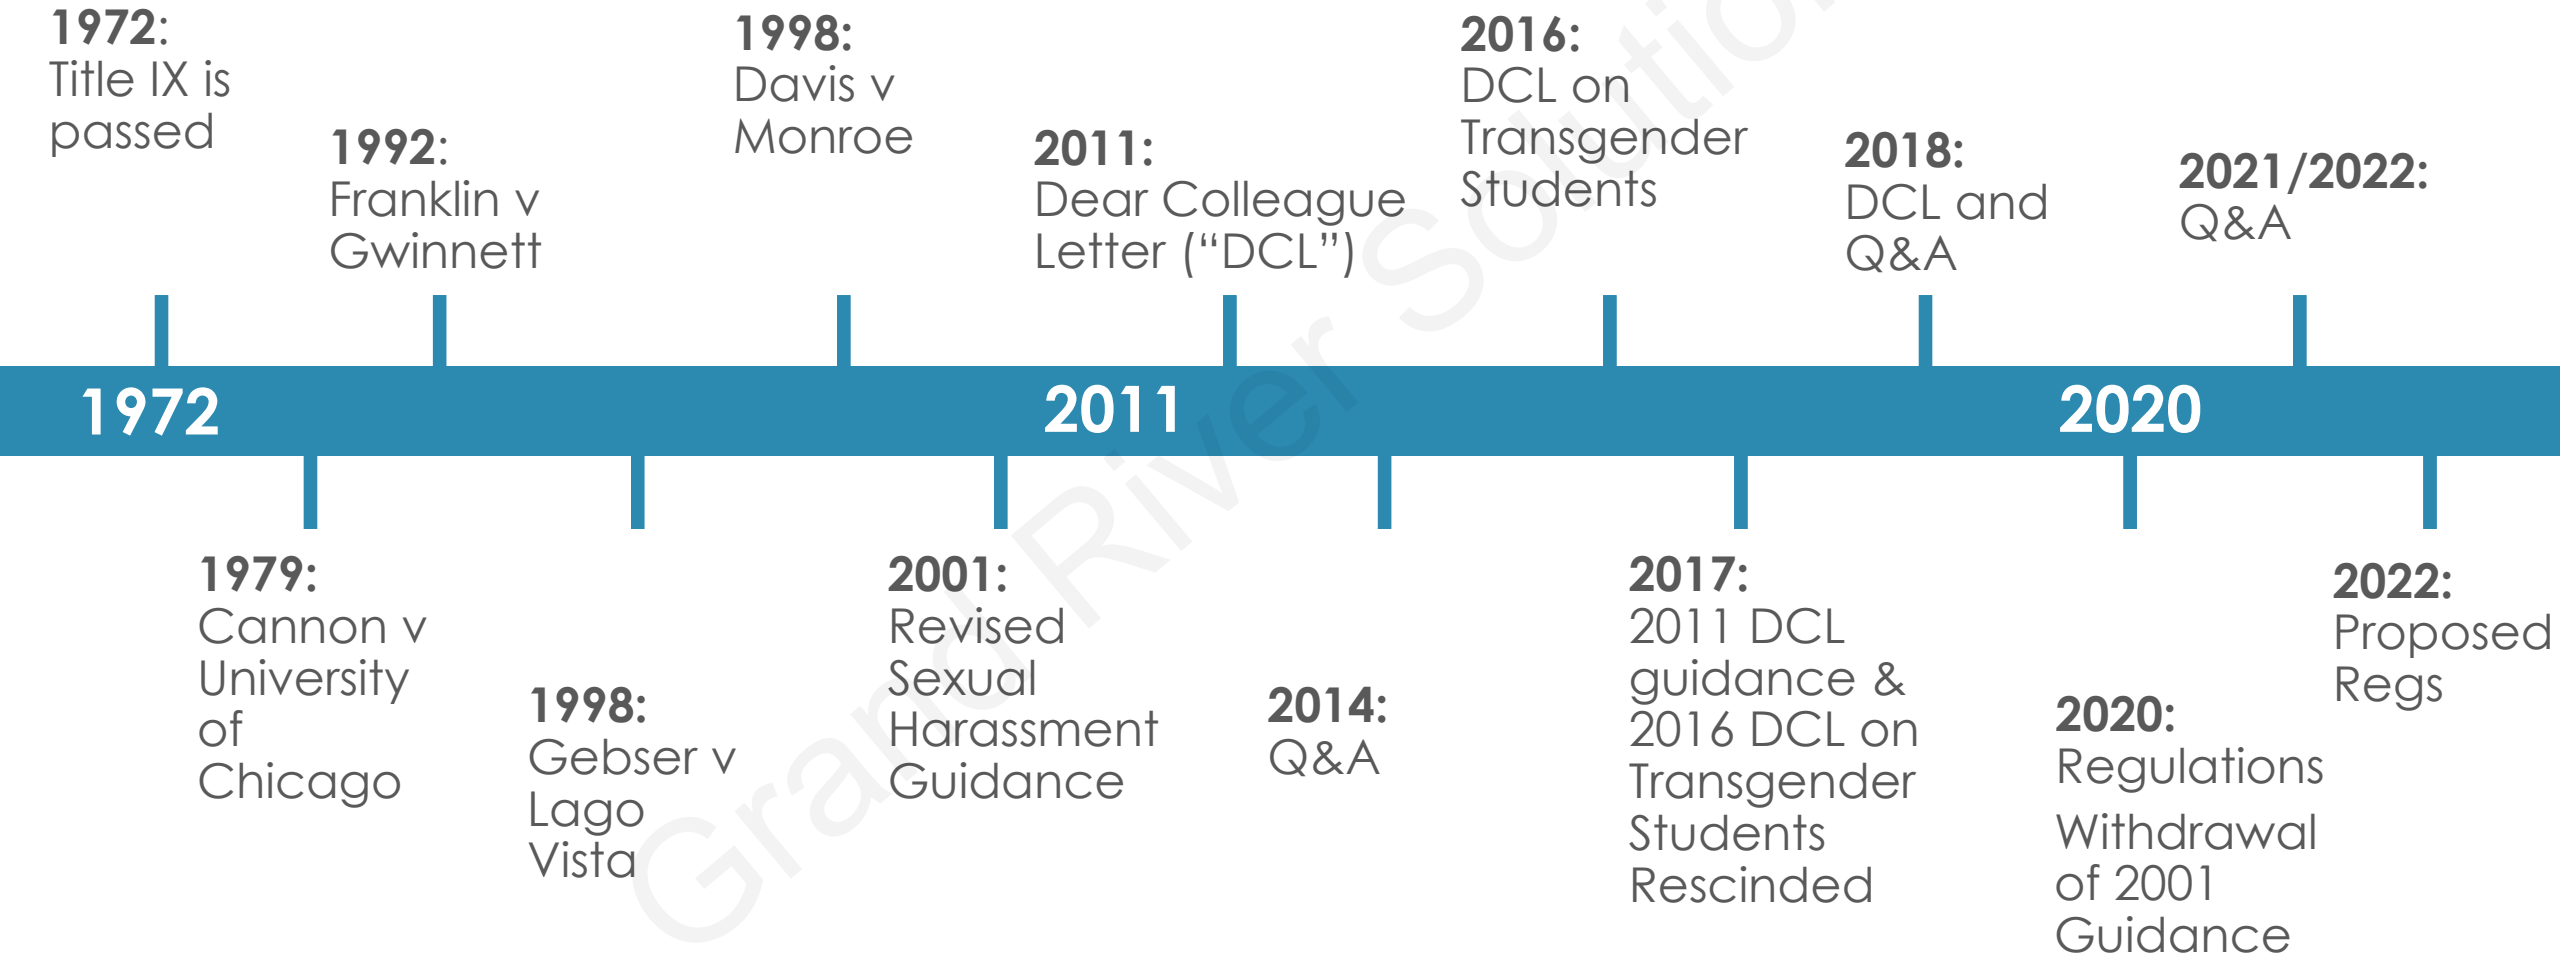 1972:
Title IX is
passed
1992:
Franklin v
Gwinnett
1998:
Davis v
Monroe
2011:
Dear Colleague
Letter (“DCL”)
2016:
DCL on
Transgender
Students
2018:
DCL and
Q&A
2021/2022:
Q&A
1972
2011
2020
1979:
Cannon v
University
of
Chicago
1998:
Gebser v
Lago
Vista
2001:
Revised
Sexual
Harassment
Guidance
2014:
Q&A
2017:
2011 DCL
guidance &
2016 DCL on
Transgender
Students
Rescinded
2020:
Regulations
Withdrawal
of 2001
Guidance
2022:
Proposed
Regs
Grand River Solution